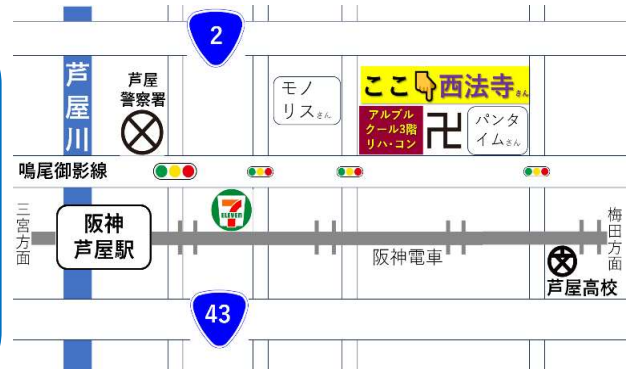 2
芦屋川
芦屋
警察署
モノ
リスさん
ここ👇西法寺さん
アルブル
クール3階
リハ・コン
卍
パンタ
イムさん
鳴尾御影線
三宮方面
阪神
芦屋駅
7
ELEVEN
阪神電車
梅田方面
芦屋高校
43